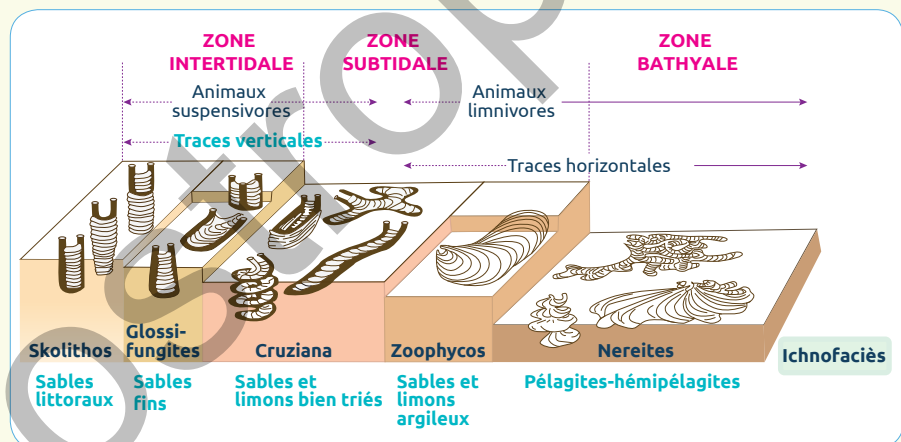 ZONE
INTERTIDALE
ZONE
SUBTIDALE
ZONE
BATHYALE
Animaux
suspensivores
Animaux
limnivores
Traces verticales
Traces horizontales
Skolithos
Glossi-
fungites
Cruziana
Zoophycos
Nereites
Ichnofaciès
Sables
littoraux
Sables
fins
Sables et
limons bien triés
Sables et
limons
argileux
Pélagites-hémipélagites